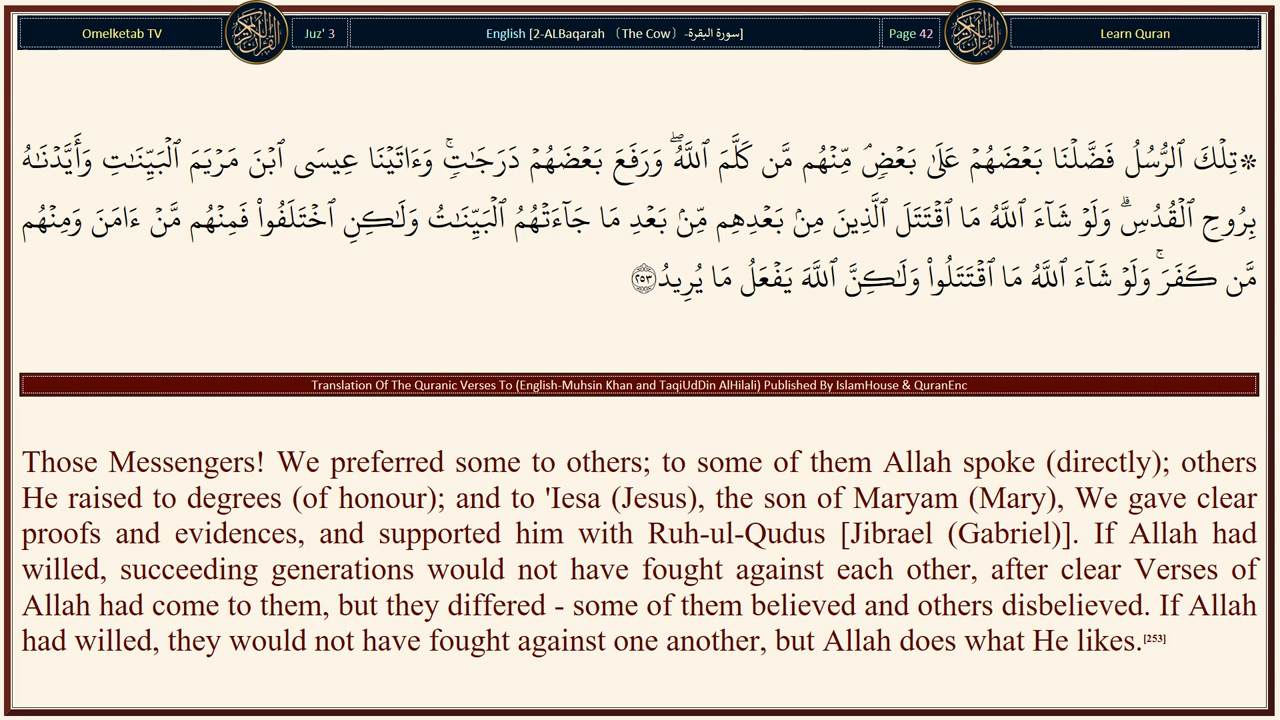 Omelketab TV
Juz' 3
English [2-ALBaqarah （The Cow） -سورة البقرة]
Page 42
Learn Quran
۞تِلۡكَ ٱلرُّسُلُ فَضَّلۡنَا بَعۡضَهُمۡ عَلَىٰ بَعۡضٖۘ مِّنۡهُم مَّن كَلَّمَ ٱللَّهُۖ وَرَفَعَ بَعۡضَهُمۡ دَرَجَٰتٖۚ وَءَاتَيۡنَا عِيسَى ٱبۡنَ مَرۡيَمَ ٱلۡبَيِّنَٰتِ وَأَيَّدۡنَٰهُ
بِرُوحِ ٱلۡقُدُسِۗ وَلَوۡ شَآءَ ٱللَّهُ مَا ٱقۡتَتَلَ ٱلَّذِينَ مِنۢ بَعۡدِهِم مِّنۢ بَعۡدِ مَا جَآءَتۡهُمُ ٱلۡبَيِّنَٰتُ وَلَٰكِنِ ٱخۡتَلَفُواْ فَمِنۡهُم مَّنۡ ءَامَنَ وَمِنۡهُم
مَّن كَفَرَۚ وَلَوۡ شَآءَ ٱللَّهُ مَا ٱقۡتَتَلُواْ وَلَٰكِنَّ ٱللَّهَ يَفۡعَلُ مَا يُرِيدُ ٢٥٣
Translation Of The Quranic Verses To (English-Muhsin Khan and TaqiUdDin AlHilali) Published By IslamHouse & QuranEnc
Those Messengers! We preferred some to others; to some of them Allah spoke (directly); others
He raised to degrees (of honour); and to 'Iesa (Jesus), the son of Maryam (Mary), We gave clear
proofs and evidences, and supported him with Ruh-ul-Qudus [Jibrael (Gabriel)]. If Allah had
willed, succeeding generations would not have fought against each other, after clear Verses of
Allah had come to them, but they differed - some of them believed and others disbelieved. If Allah
had willed, they would not have fought against one another, but Allah does what He likes.[253]